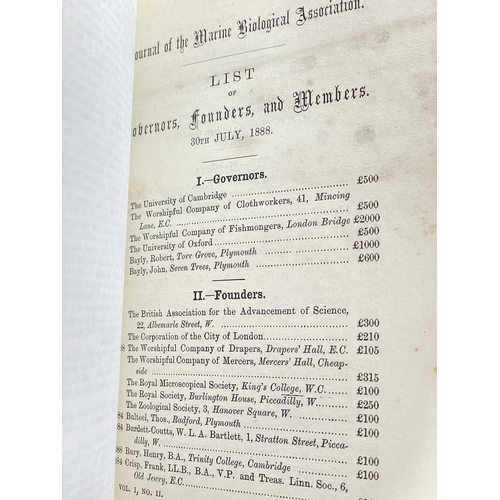 Journal of the Marine Biological Association.
LIST
OF
Governors, Founders, and Members.
30TH JULY, 1888.
I.—Governors.
The University of Cambridge £500
The Worshipful Company of Clothworkers, 41, Mincing
Lane, E.C. £500
The Worshipful Company of Fishmongers, London Bridge £2000
The University of Oxford £500
Bayly, Robert, Torr Grove, Plymouth £1000
Bayly, John, Seven Trees, Plymouth £600
II.—Founders.
The British Association for the Advancement of Science,
22, Albemarle Street, W. £300
The Corporation of the City of London £210
88 The Worshipful Company of Drapers, Drapers' Hall, E.C. £105
The Worshipful Company of Mercers, Mercers' Hall, Cheap-
side £315
The Royal Microscopical Society, King's College, W.C. £100
The Royal Society, Burlington House, Piccadilly, W. £250
The Zoological Society, 3, Hanover Square, W. £100
84 Bulteel, Thos., Radford, Plymouth £100
84 Burdett-Coutts, W. L. A. Bartlett, 1, Stratton Street, Picca-
dilly, W. £100
88 Bury, Henry, B.A., Trinity College, Cambridge £100
84 Crisp, Frank, LL.B., B.A., V.P. and Treas. Linn. Soc., 6,
Old Jewry, E.C. £100
VOL. I, NO. II.